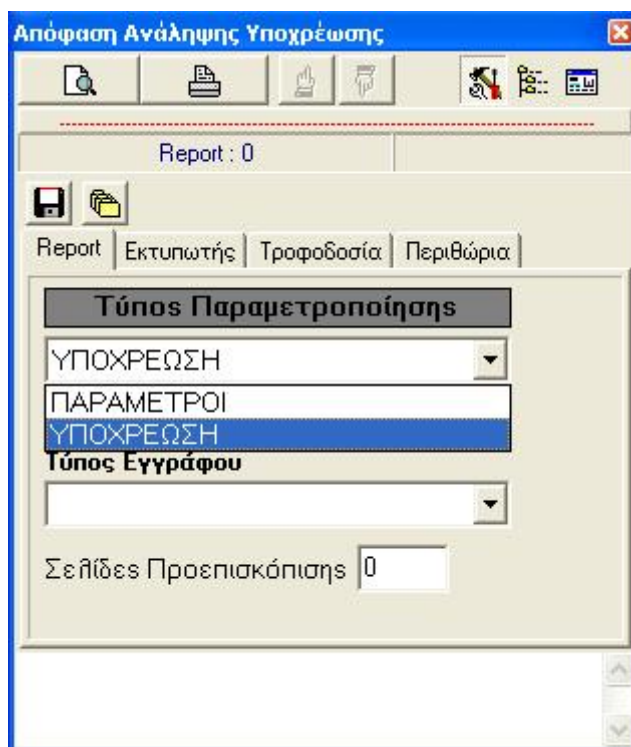 Απόφαση Ανάληψης Υποχρέωσης
Report : 0
Report Εκτυπωτής Τροφοδοσία Περιθώρια
Τύπος Παραμετροποίησης
ΥΠΟΧΡΕΩΣΗ
ΠΑΡΑΜΕΤΡΟΙ
ΥΠΟΧΡΕΩΣΗ
Τύπος Εγγράφου
Σελίδες Προεπισκόπισης 0